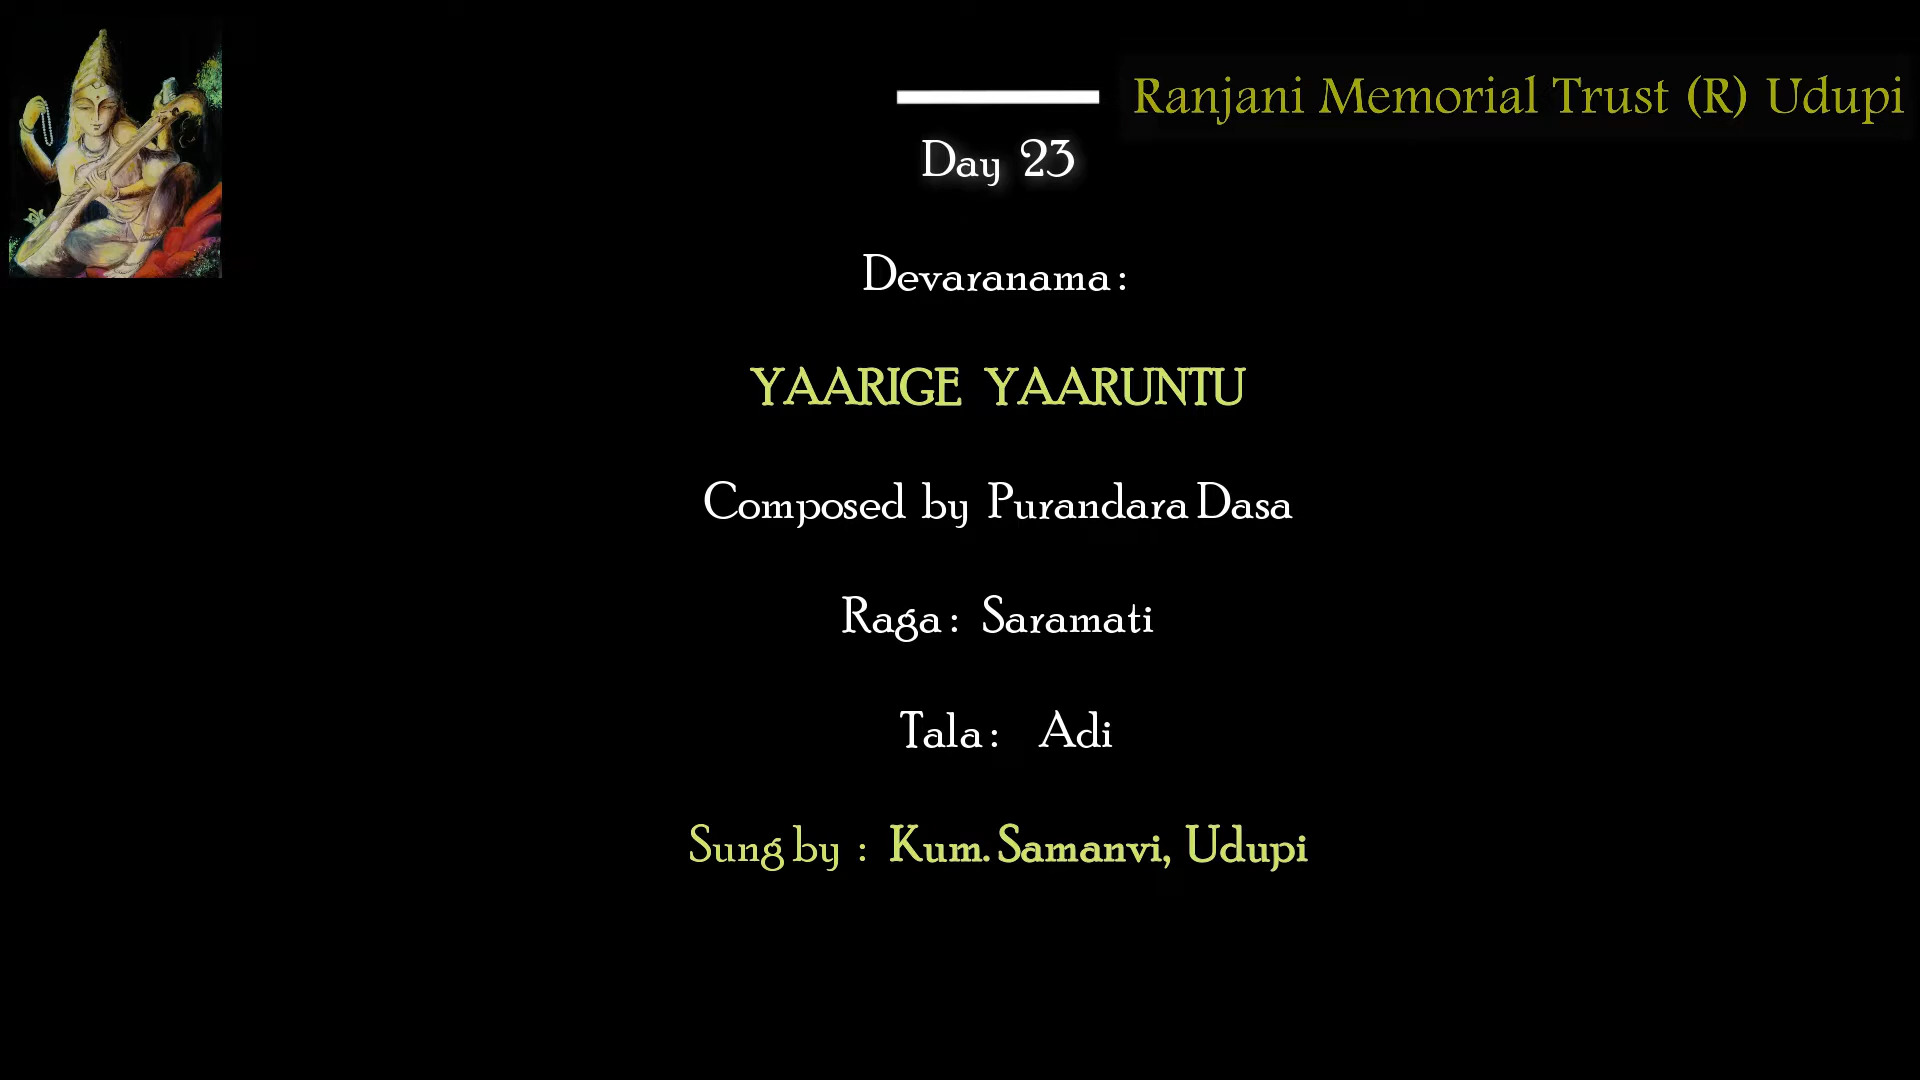 Ranjani Memorial Trust (R) Udupi
Day 23
Devaranama:
YAARIGE YAARUNTU
Composed by Purandara Dasa
Raga: Saramati
Tala: Adi
Sung by : Kum. Samanvi, Udupi